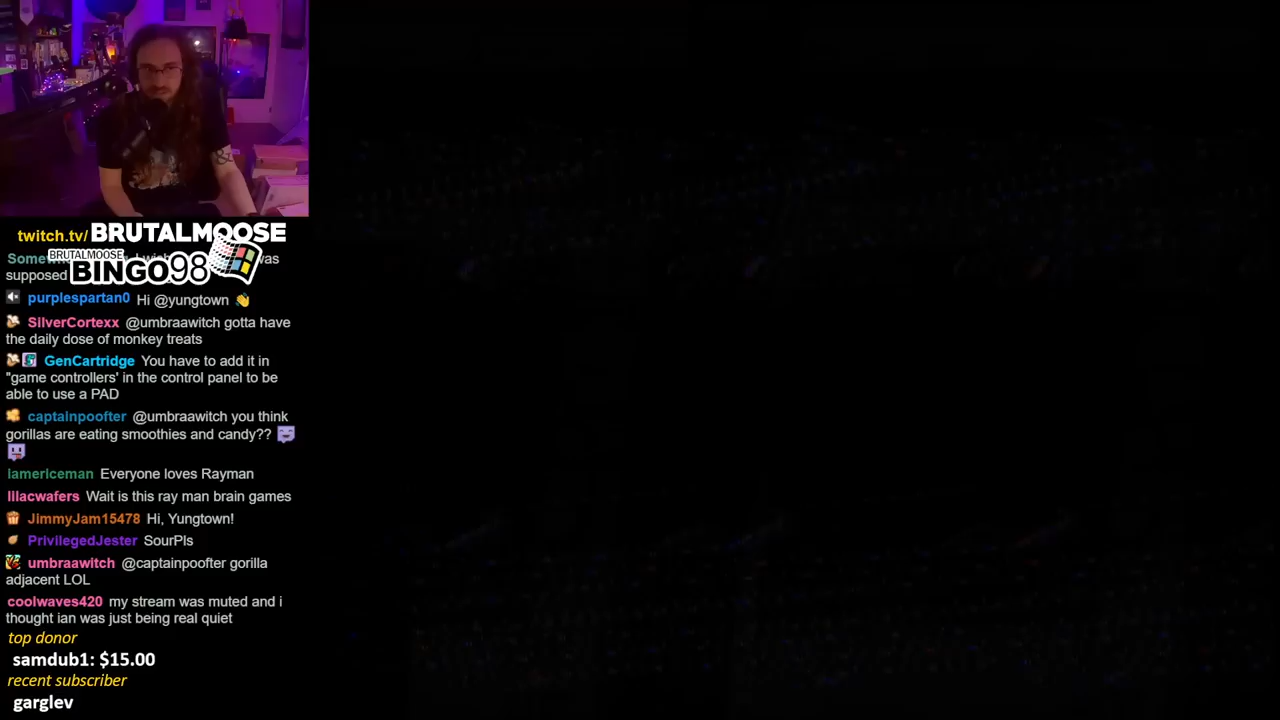 twitch.tv/BRUTALMOOSE
BRUTALMOOSE
BINGO98
was
supposed
purplespartan0 Hi @yungtown 👋
SilverCortexx @umbraawitch gotta have
the daily dose of monkey treats
GenCartridge You have to add it in
"game controllers' in the control panel to be
able to use a PAD
captainpoofter @umbraawitch you think
gorillas are eating smoothies and candy??
IamerIceman Everyone loves Rayman
lilacwafers Wait is this ray man brain games
JimmyJam15478 Hi, Yungtown!
PrivilegedJester SourPls
umbraawitch @captainpoofter gorilla
adjacent LOL
coolwaves420 my stream was muted and i
thought ian was just being real quiet
top donor
samdub1: $15.00
recent subscriber
garglev